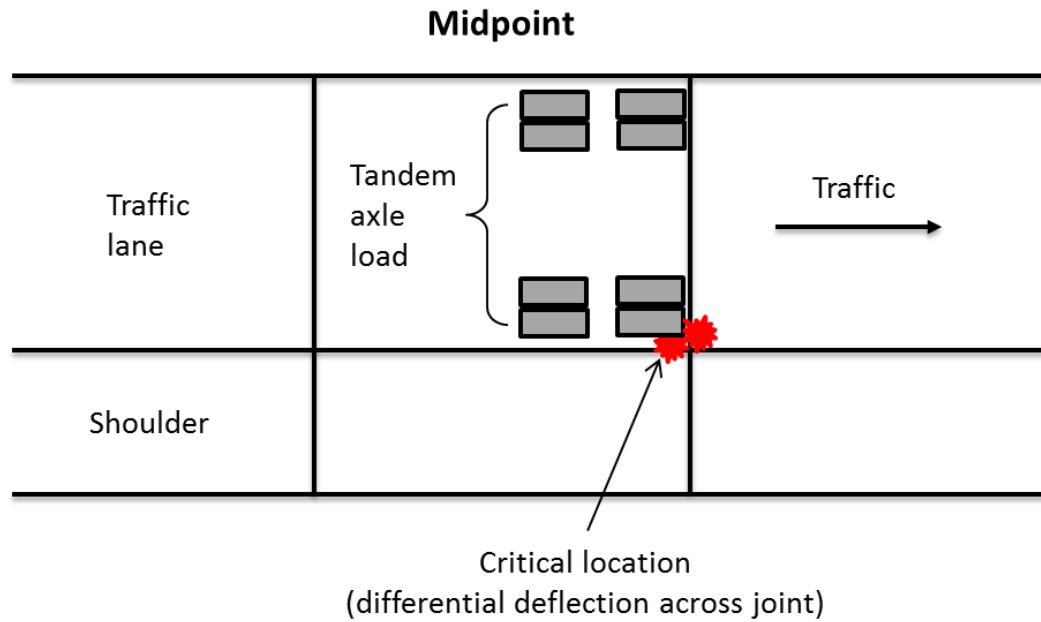 Midpoint
Traffic
lane
Tandem
axle
load
Traffic
Shoulder
Critical location
(differential deflection across joint)